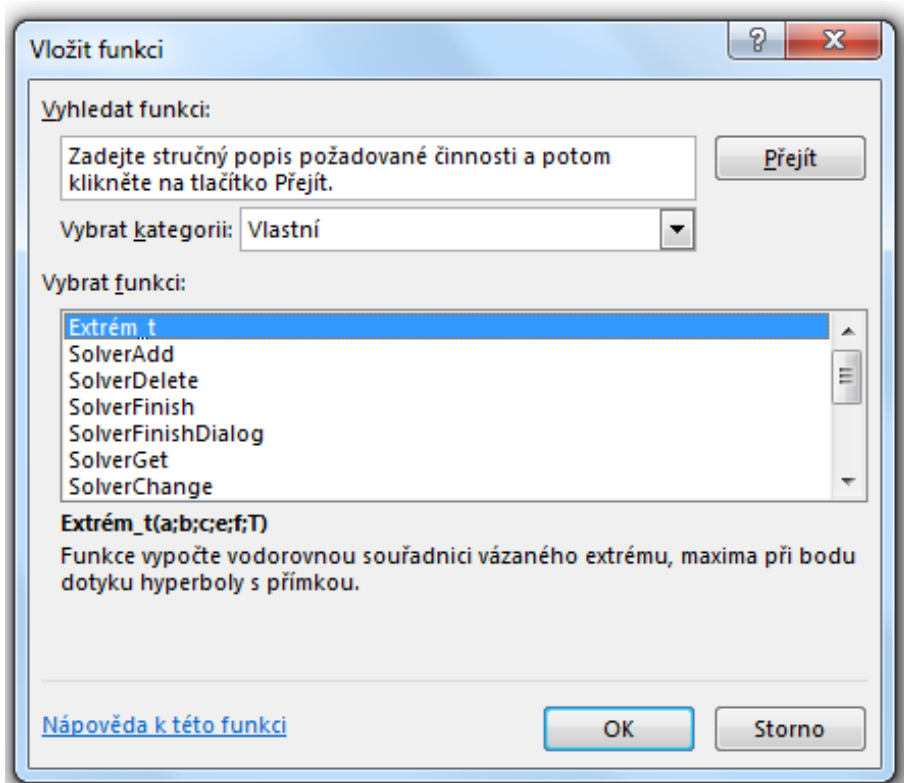 Vložit funkci
Vyhledat funkci:
Zadejte stručný popis požadované činnosti a potom
klikněte na tlačítko Přejít.
Přejít
Vybrat kategorii: Vlastní
Vybrat funkci:
Extrém_t
SolverAdd
SolverDelete
SolverFinish
SolverFinishDialog
SolverGet
SolverChange
Extrém_t(a;b;c;e;f;T)
Funkce vypočte vodorovnou souřadnici vázaného extrému, maxima při bodu
dotyku hyperboly s přímkou.
Nápověda k této funkci
OK
Storno